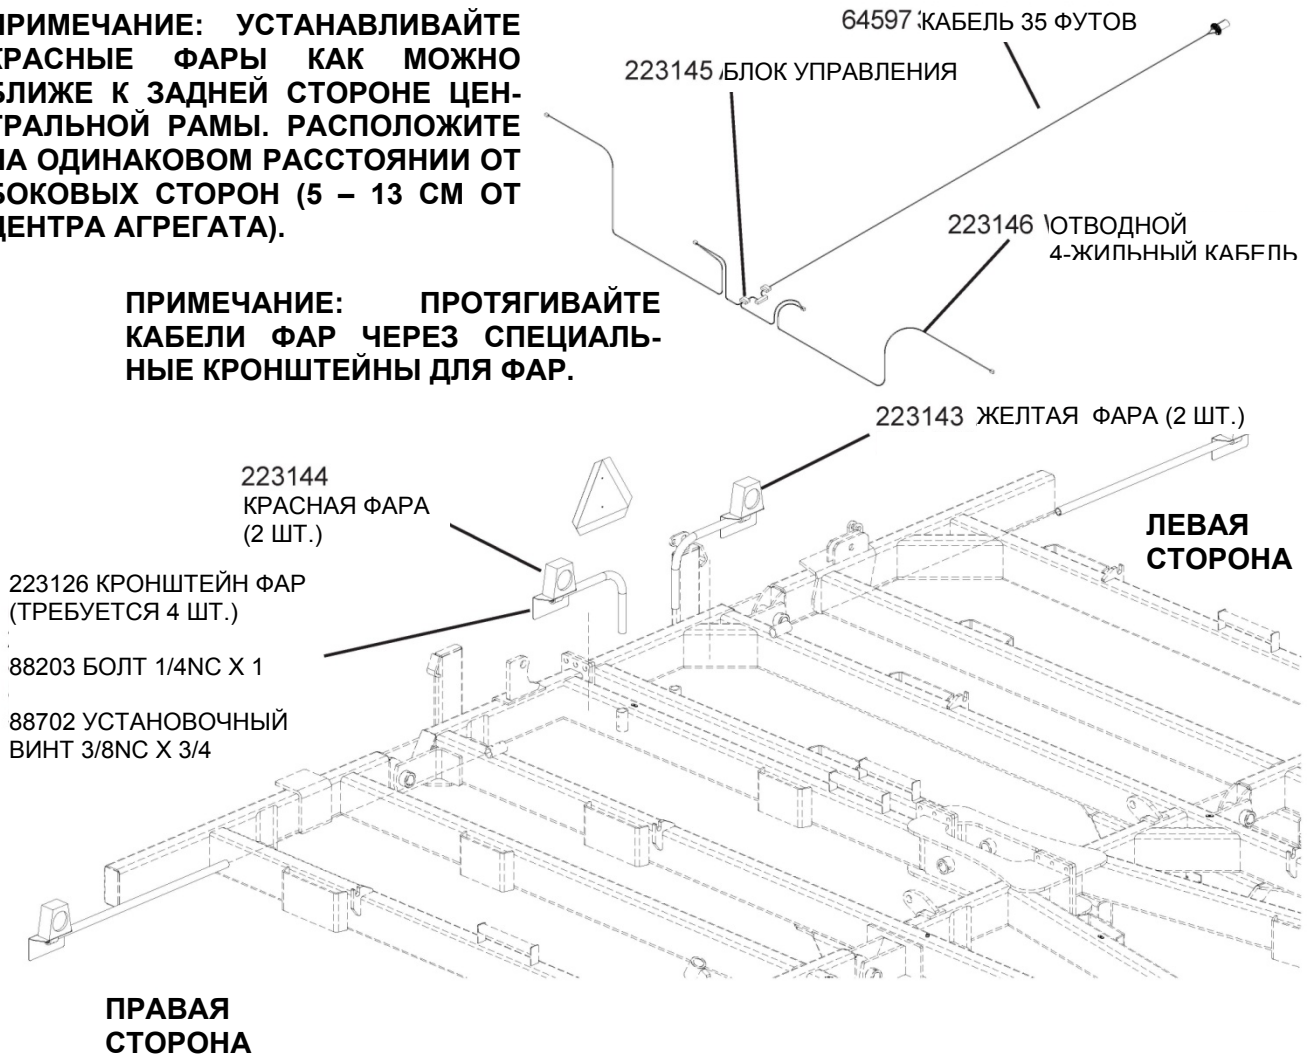 ПРИМЕЧАНИЕ: УСТАНАВЛИВАЙТЕ
КРАСНЫЕ ФАРЫ КАК МОЖНО
БЛИЖЕ К ЗАДНЕЙ СТОРОНЕ ЦЕН-
ТРАЛЬНОЙ РАМЫ. РАСПОЛОЖИТЕ
НА ОДИНАКОВОМ РАССТОЯНИИ ОТ
БОКОВЫХ СТОРОН (5 – 13 СМ ОТ
ЦЕНТРА АГРЕГАТА).
64597 КАБЕЛЬ 35 ФУТОВ
223145 БЛОК УПРАВЛЕНИЯ
223146 ОТВОДНОЙ
4-ЖИЛЬНЫЙ КАБЕЛЬ
ПРИМЕЧАНИЕ: ПРОТЯГИВАЙТЕ
КАБЕЛИ ФАР ЧЕРЕЗ СПЕЦИАЛЬ-
НЫЕ КРОНШТЕЙНЫ ДЛЯ ФАР.
223143 ЖЕЛТАЯ ФАРА (2 ШТ.)
223144
КРАСНАЯ ФАРА
(2 ШТ.)
ЛЕВАЯ
СТОРОНА
223126 КРОНШТЕЙН ФАР
(ТРЕБУЕТСЯ 4 ШТ.)
88203 БОЛТ 1/4NC X 1
88702 УСТАНОВОЧНЫЙ
ВИНТ 3/8NC X 3/4
ПРАВАЯ
СТОРОНА